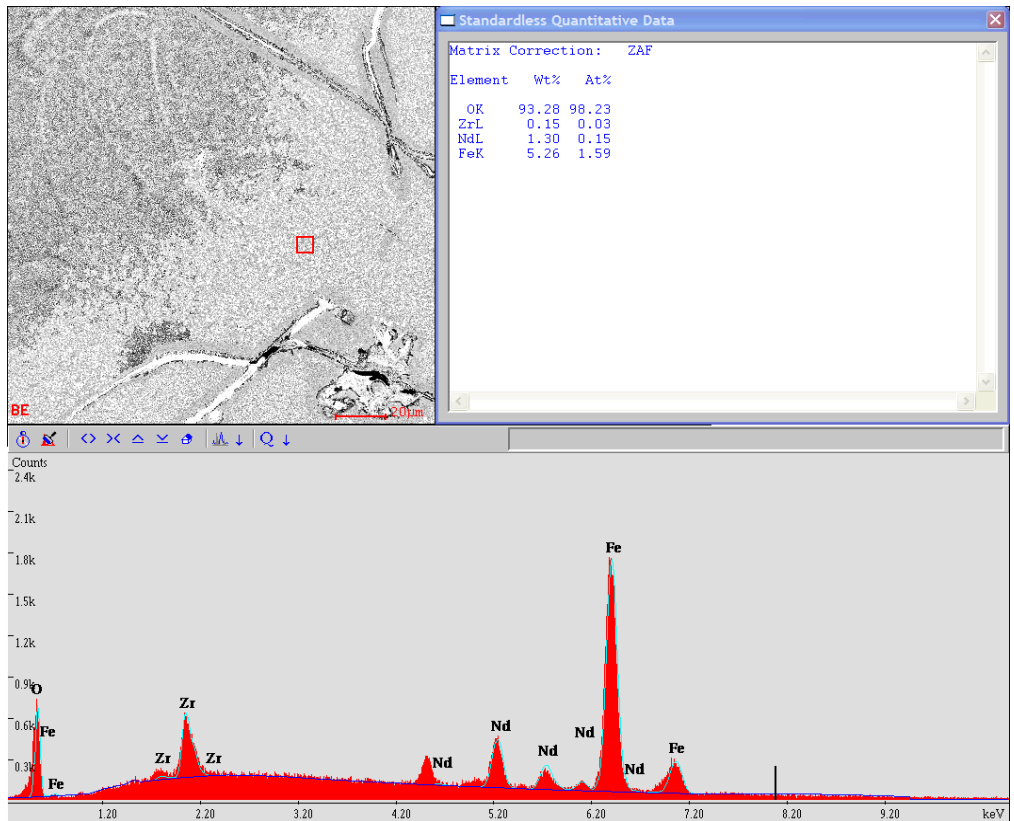 Standardless Quantitative Data
Matrix Correction: ZAF
Element Wt% At%
OK 93.28 98.23
ZrL 0.15 0.03
NdL 1.30 0.15
FeK 5.26 1.59
BE
20μm
Counts
2.4k
2.1k
1.8k
1.5k
1.2k
0.9k
0.6k
0.3k
O
Fe
Fe
Zr
Zr
Zr
Nd
Nd
Nd
Nd
Fe
Nd
Fe
1.20 2.20 3.20 4.20 5.20 6.20 7.20 8.20 9.20 keV